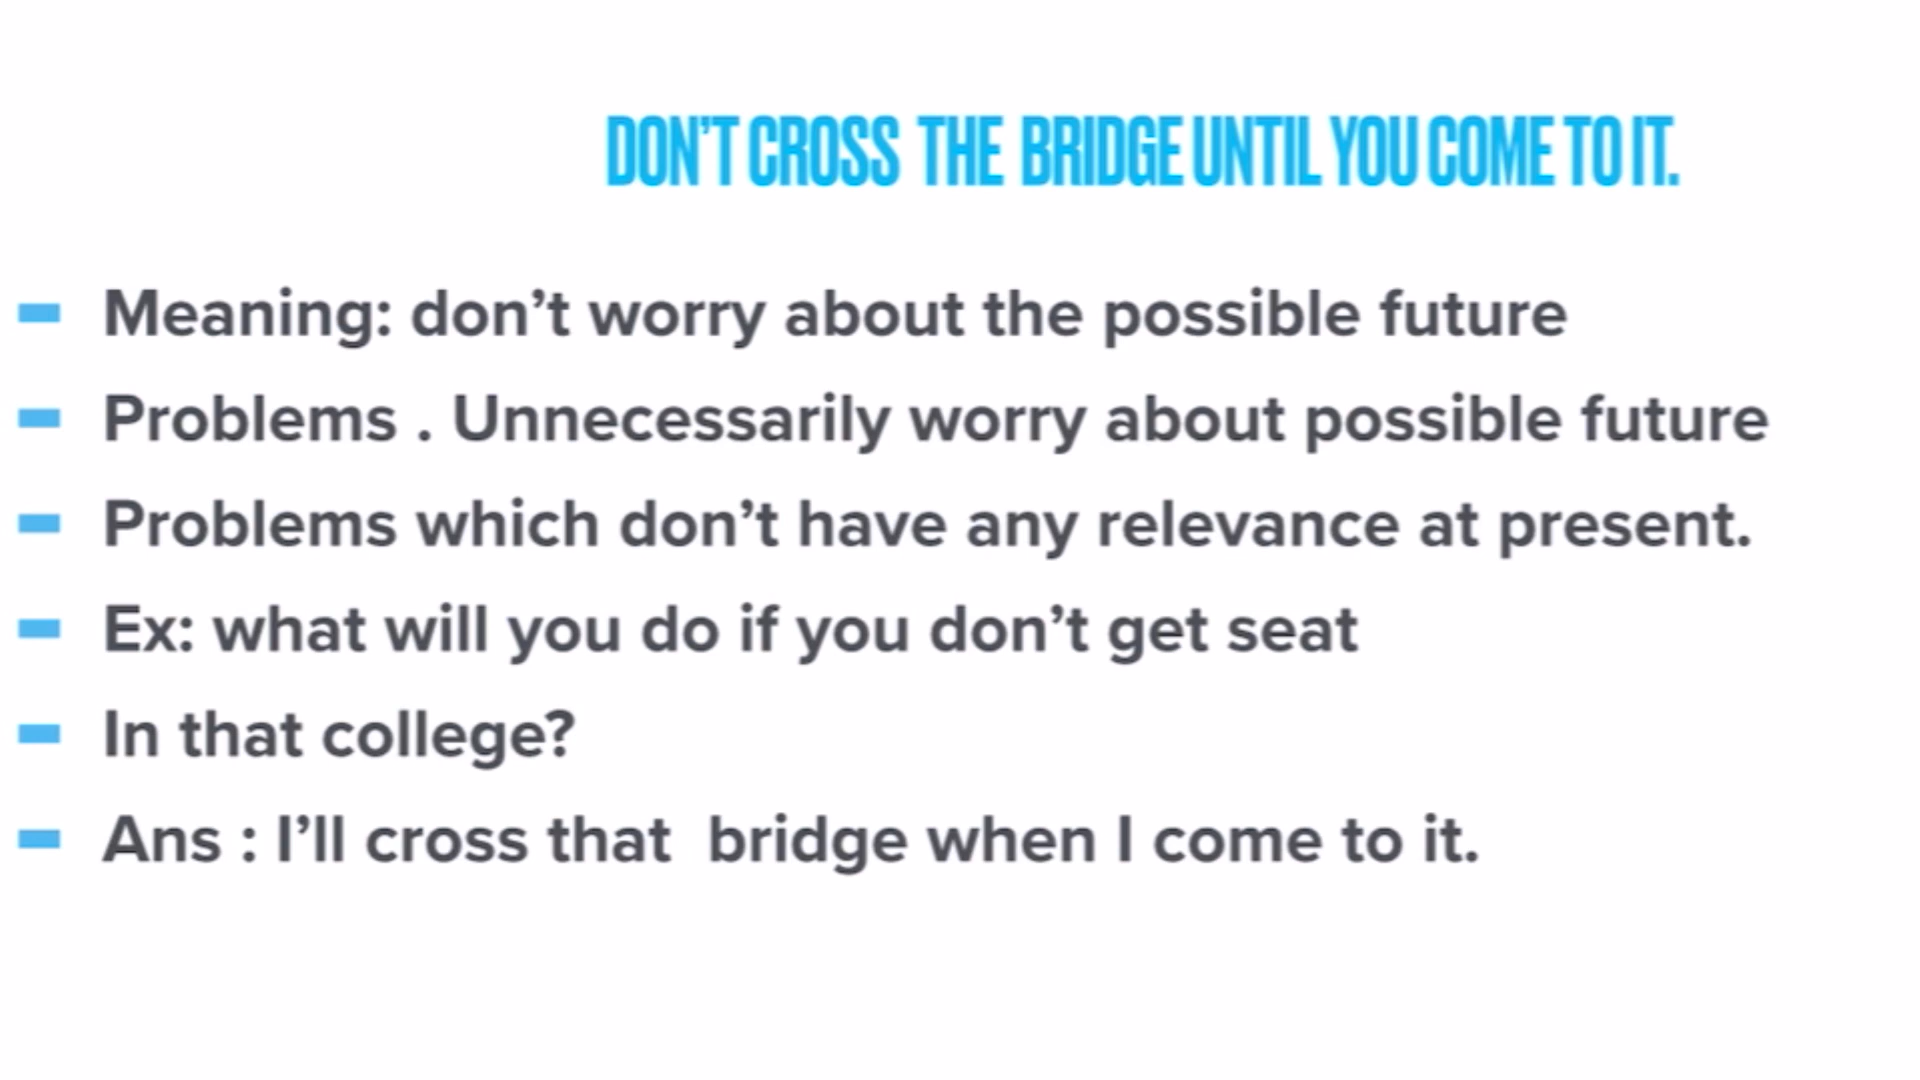 DON'T CROSS THE BRIDGE UNTIL YOU COME TO IT.
Meaning: don't worry about the possible future
Problems . Unnecessarily worry about possible future
Problems which don't have any relevance at present.
Ex: what will you do if you don't get seat
In that college?
Ans : I'll cross that bridge when I come to it.